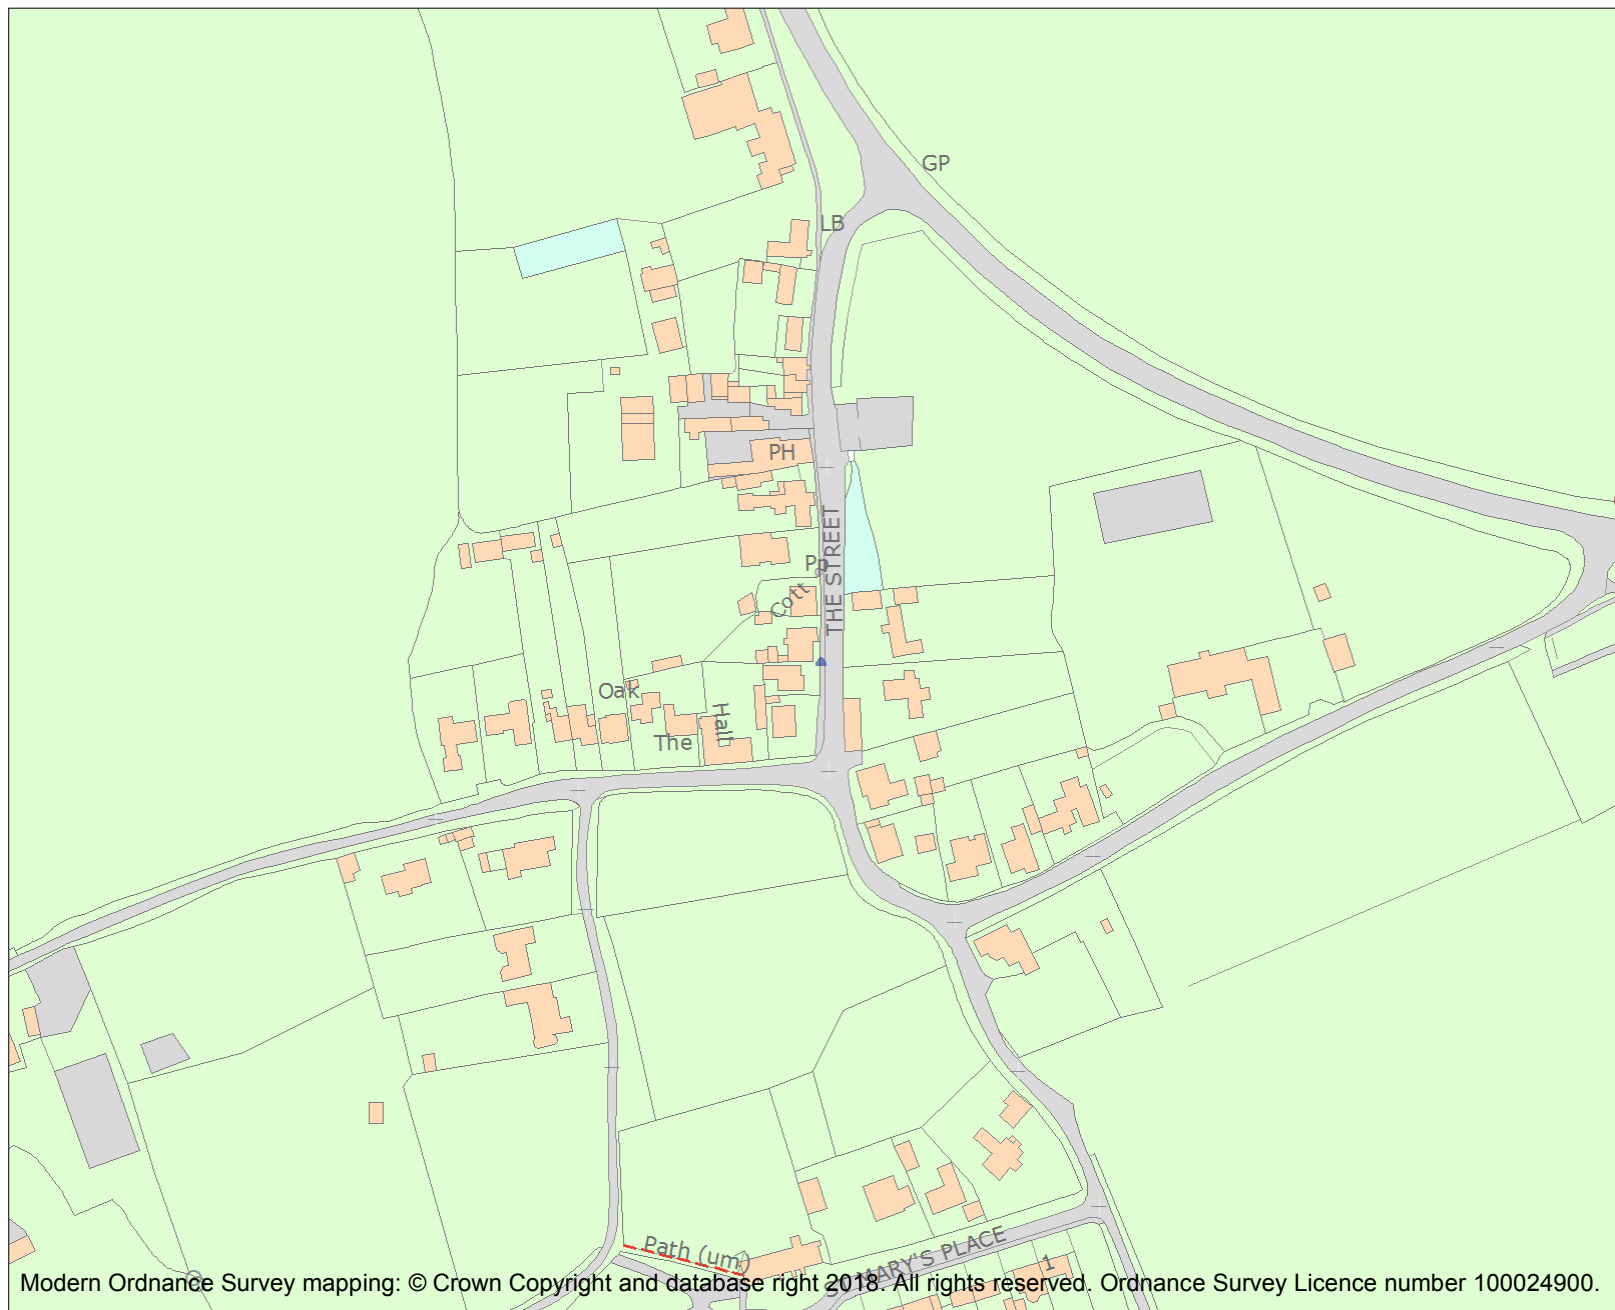 GP
LB
PH
THE STREET
Pp
Cott
Oak
Hall
The
Path (um)
MARY'S PLACE
1
Modern Ordnance Survey mapping: © Crown Copyright and database right 2018. All rights reserved. Ordnance Survey Licence number 100024900.